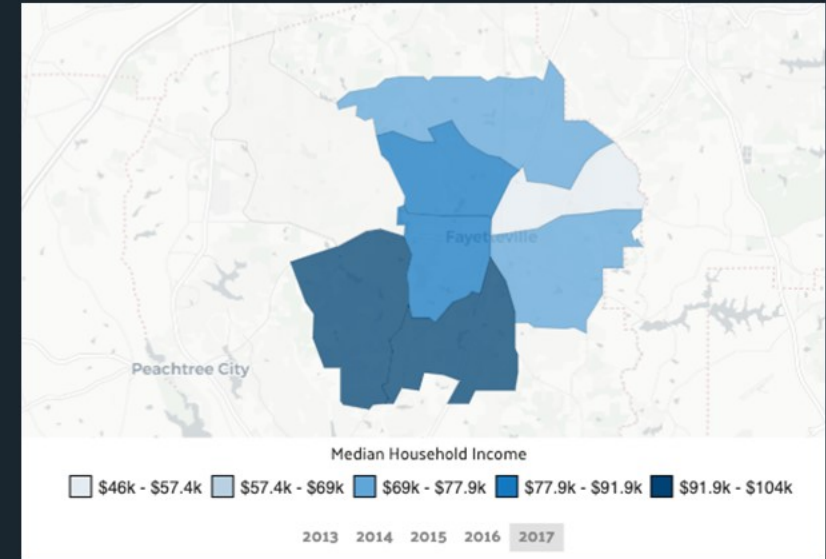 Fayetteville
Peachtree City
Median Household Income
$46k - $57.4k $57.4k - $69k $69k - $77.9k $77.9k - $91.9k $91.9k - $104k
2013 2014 2015 2016 2017